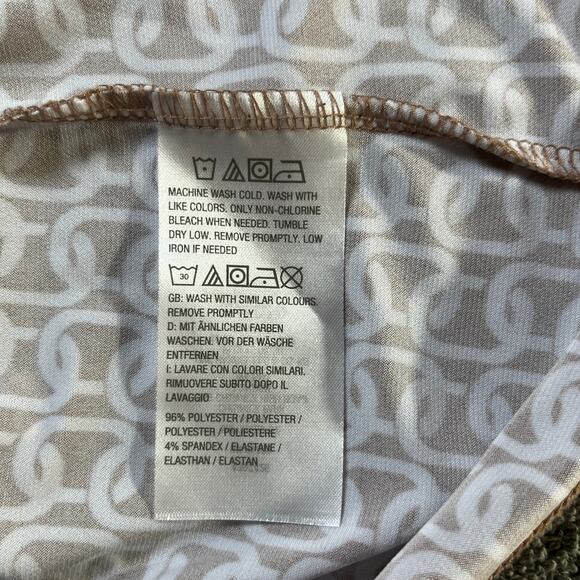 MACHINE WASH COLD. WASH WITH
LIKE COLORS. ONLY NON-CHLORINE
BLEACH WHEN NEEDED. TUMBLE
DRY LOW. REMOVE PROMPTLY. LOW
IRON IF NEEDED
30
GB: WASH WITH SIMILAR COLOURS.
REMOVE PROMPTLY
D: MIT ÄHNLICHEN FARBEN
WASCHEN. VOR DER WÄSCHE
ENTFERNEN
I: LAVARE CON COLORI SIMILARI.
RIMUOVERE SUBITO DOPO IL
LAVAGGIO
96% POLYESTER / POLYESTER /
POLYESTER / POLIESTERE
4% SPANDEX / ELASTANE /
ELASTHAN / ELASTAN